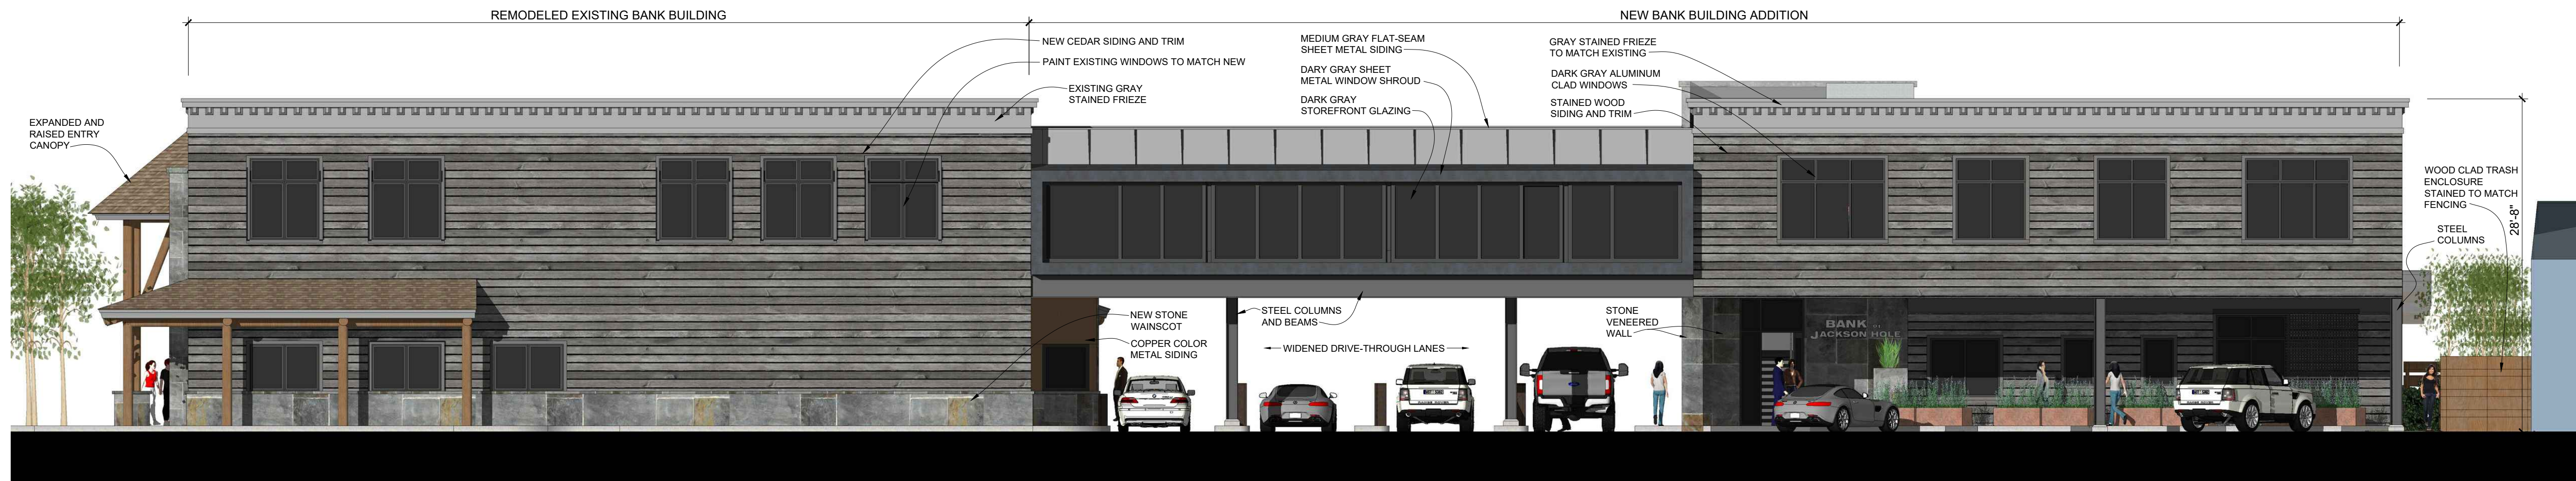 REMODELED EXISTING BANK BUILDING
NEW BANK BUILDING ADDITION
EXPANDED AND
RAISED ENTRY
CANOPY
NEW CEDAR SIDING AND TRIM
PAINT EXISTING WINDOWS TO MATCH NEW
EXISTING GRAY
STAINED FRIEZE
MEDIUM GRAY FLAT-SEAM
SHEET METAL SIDING
DARY GRAY SHEET
METAL WINDOW SHROUD
DARK GRAY
STOREFRONT GLAZING
GRAY STAINED FRIEZE
TO MATCH EXISTING
DARK GRAY ALUMINUM
CLAD WINDOWS
STAINED WOOD
SIDING AND TRIM
WOOD CLAD TRASH
ENCLOSURE
STAINED TO MATCH
FENCING
28'-8"
STEEL
COLUMNS
NEW STONE
WAINSCOT
COPPER COLOR
METAL SIDING
STEEL COLUMNS
AND BEAMS
WIDENED DRIVE-THROUGH LANES
STONE
VENEERED
WALL
BANK OF
JACKSON HOLE